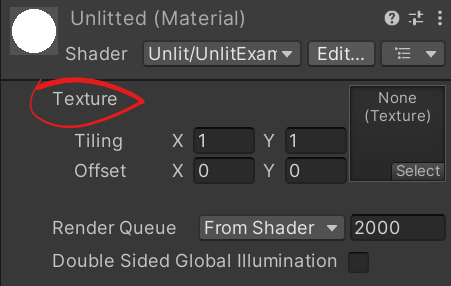 Unlitted (Material)
Shader Unlit/UnlitExam Edit...
Texture None
(Texture)
Tiling X 1 Y 1
Offset X 0 Y 0 Select
Render Queue From Shader 2000
Double Sided Global Illumination